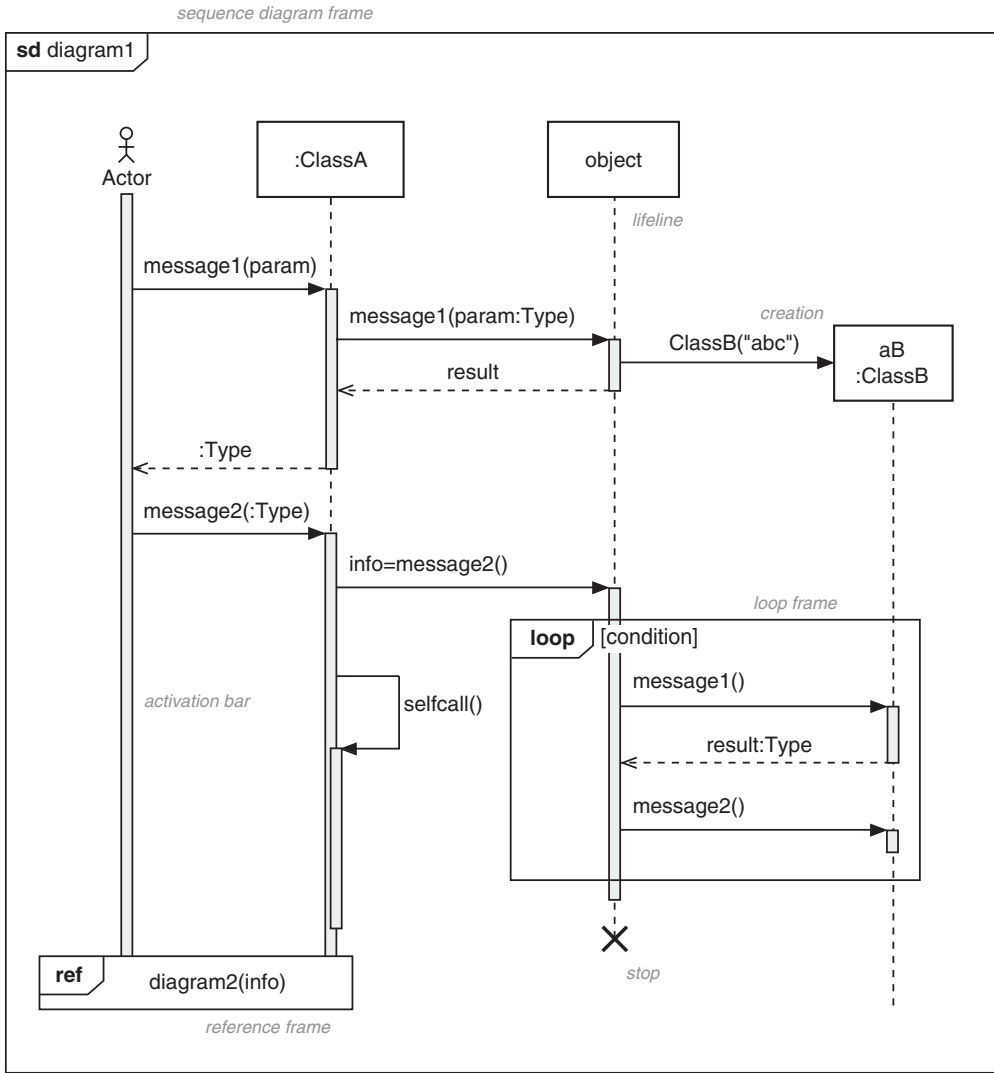 sequence diagram frame
sd diagram1
Actor
:ClassA
object
lifeline
message1(param)
message1(param:Type)
creation
ClassB("abc")
aB
:ClassB
result
:Type
message2(:Type)
info=message2()
loop frame
loop [condition]
message1()
activation bar
selfcall()
result:Type
message2()
ref
diagram2(info)
stop
reference frame